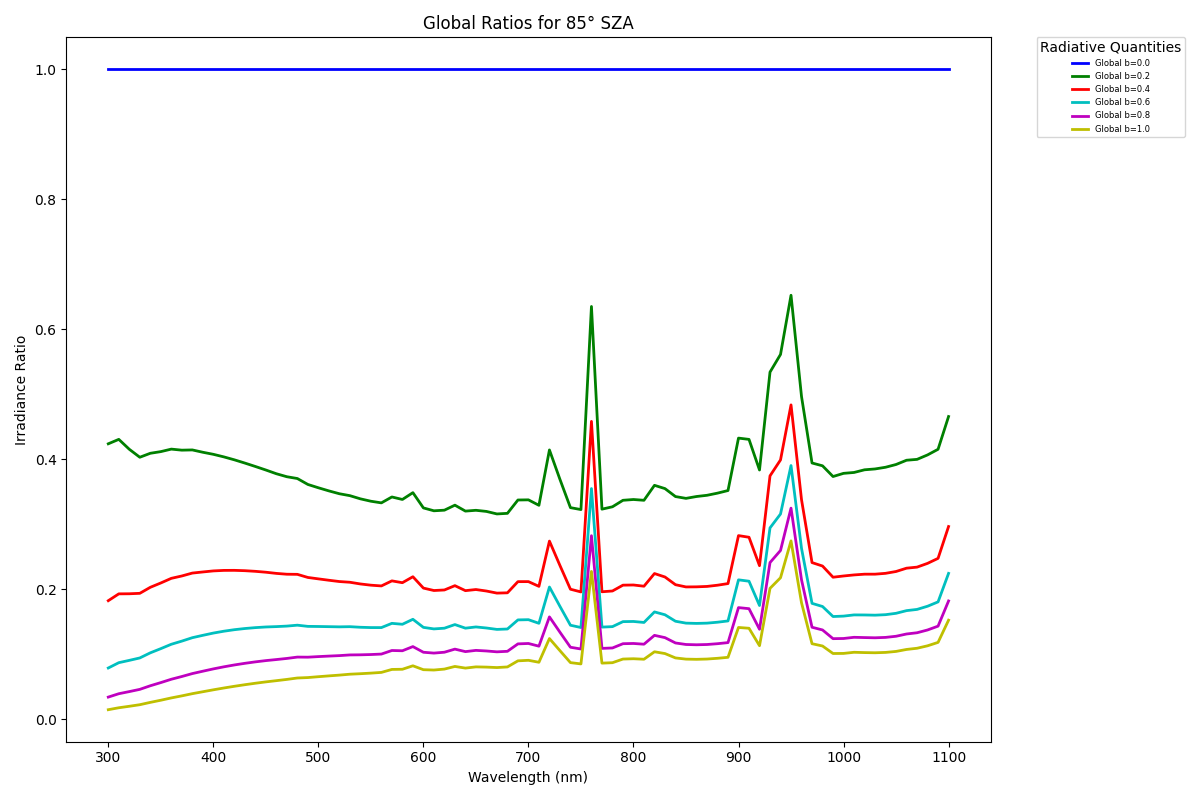 Global Ratios for 85° SZA
Radiative Quantities
Global b=0.0
Global b=0.2
Global b=0.4
Global b=0.6
Global b=0.8
Global b=1.0
Irradiance Ratio
1.0
0.8
0.6
0.4
0.2
0.0
300 400 500 600 700 800 900 1000 1100
Wavelength (nm)